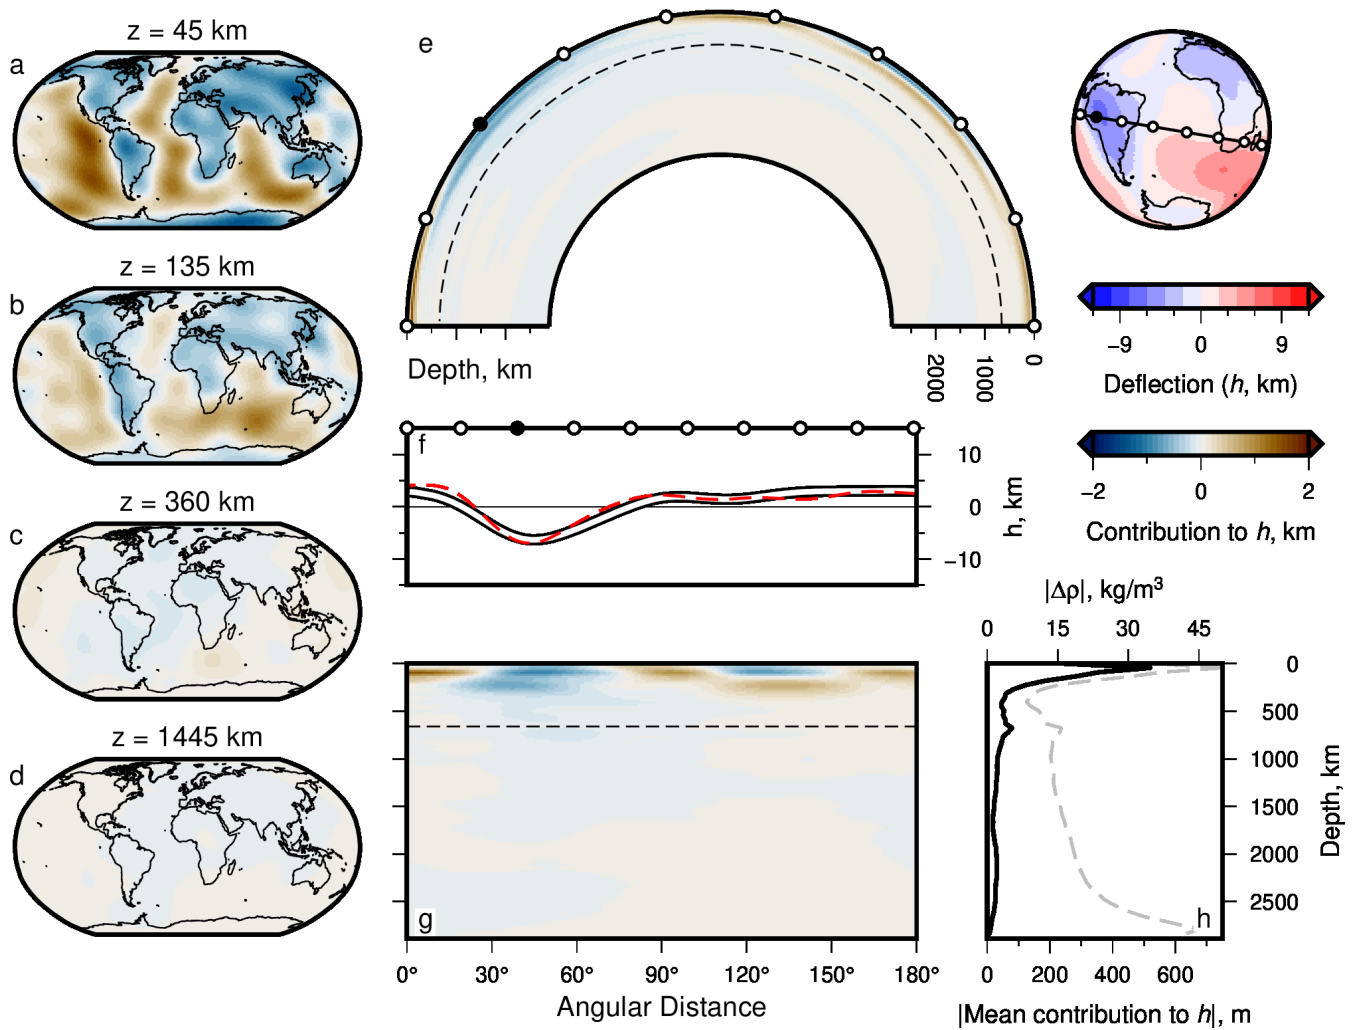 z = 45 km
a
z = 135 km
b
z = 360 km
c
z = 1445 km
d
e
Depth, km
2000
1000
0
−9 0 9
Deflection (h, km)
−2 0 2
Contribution to h, km
f
10
0
−10
h, km
g
0° 30° 60° 90° 120° 150° 180°
Angular Distance
|Δρ|, kg/m³
0 15 30 45
0
500
1000
1500
2000
2500
Depth, km
h
0 200 400 600
|Mean contribution to h|, m